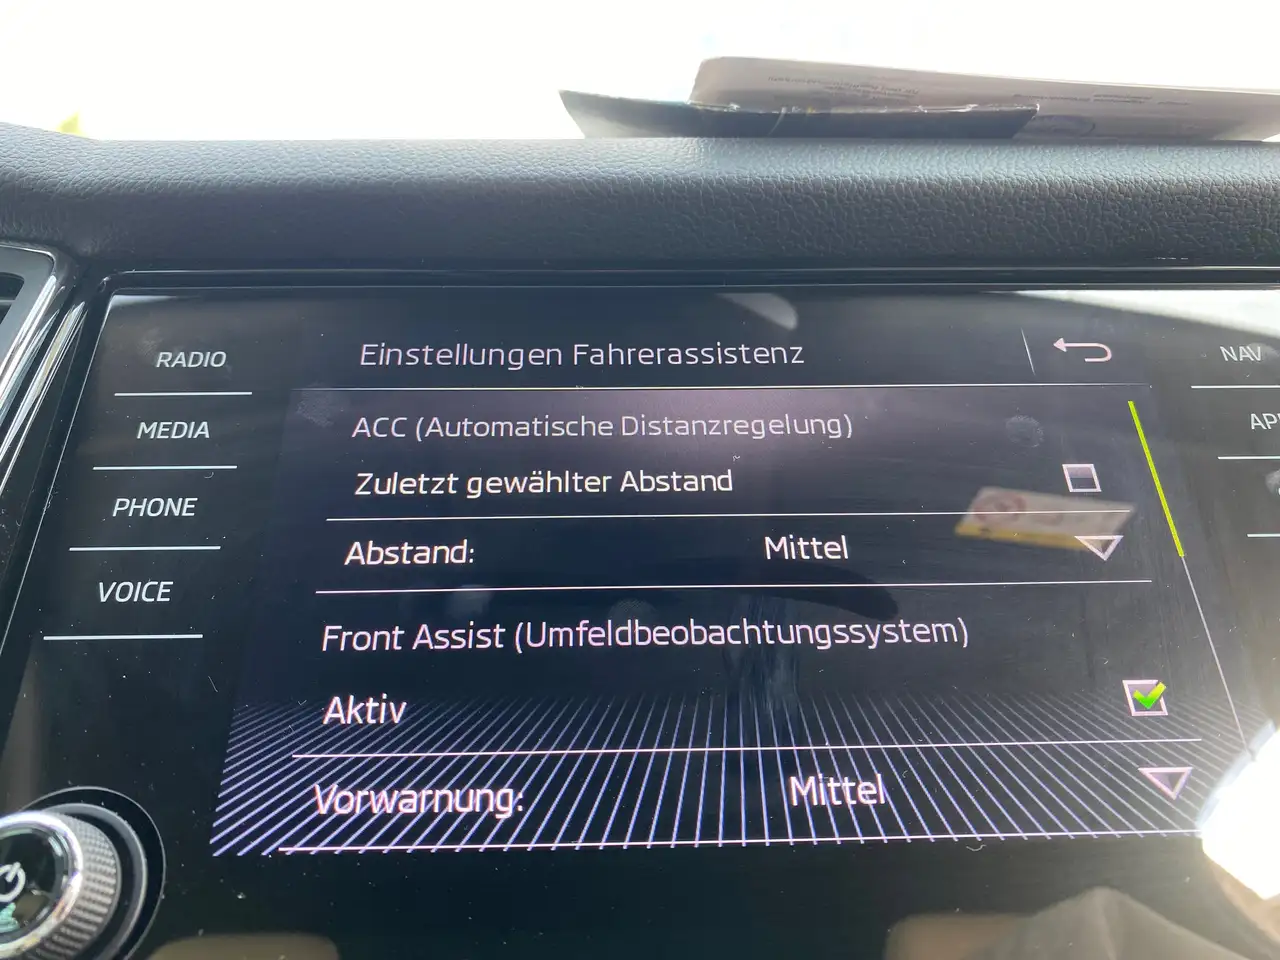 RADIO
MEDIA
PHONE
VOICE
Einstellungen Fahrerassistenz
ACC (Automatische Distanzregelung)
Zuletzt gewählter Abstand
Abstand: Mittel
Front Assist (Umfeldbeobachtungssystem)
Aktiv
Vorwarnung: Mittel
NAV